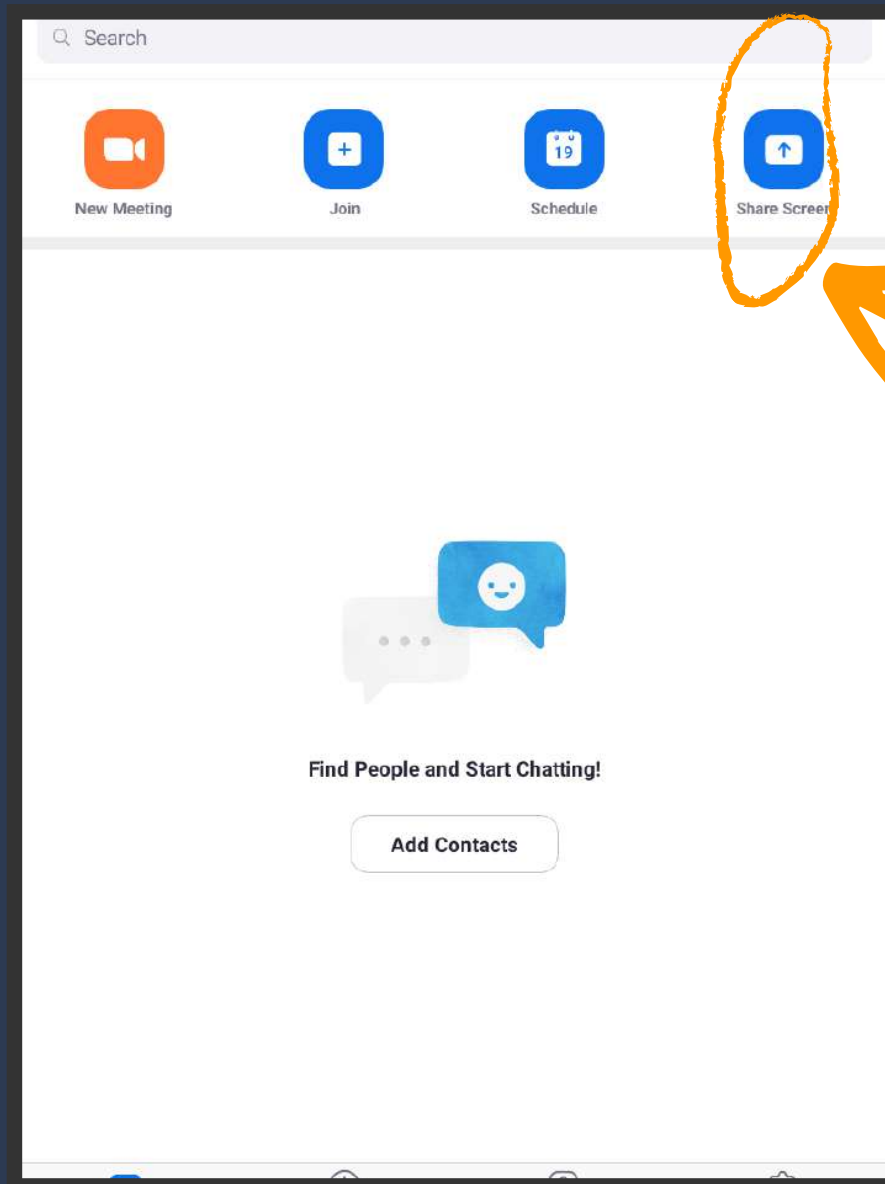 Search
19
New Meeting
Join
Schedule
Share Screen
Find People and Start Chatting!
Add Contacts